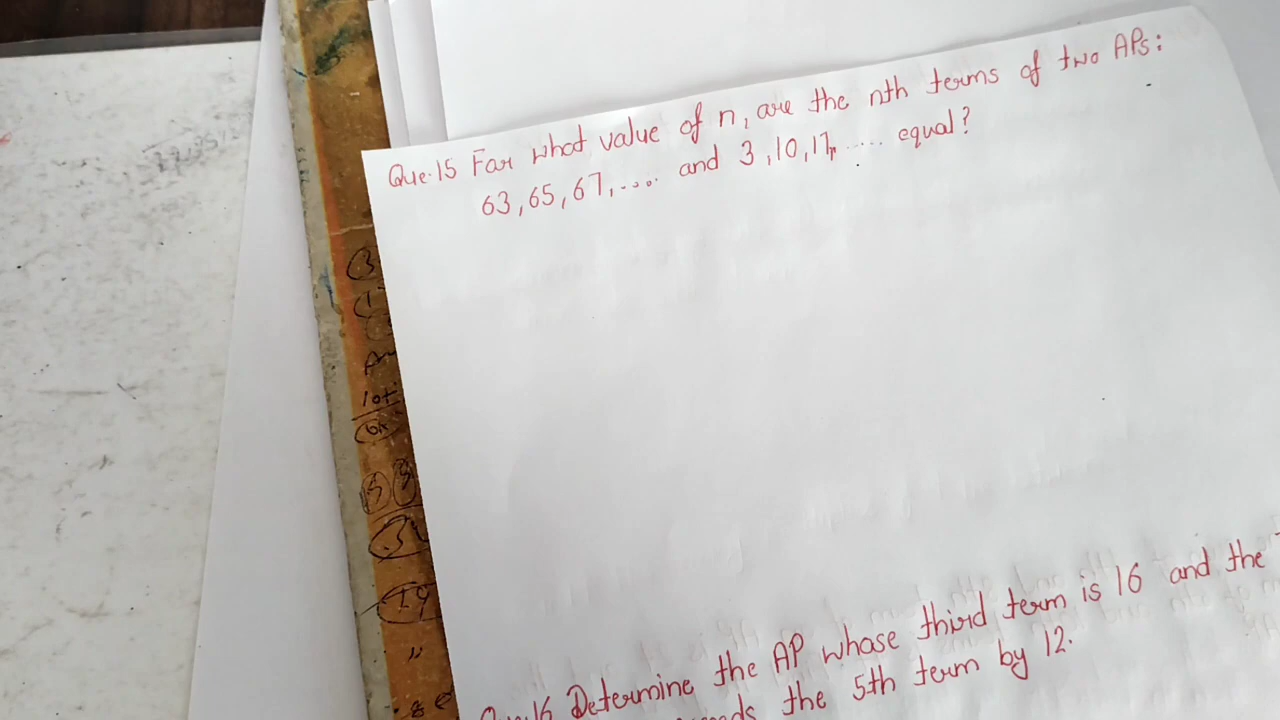 Que.15 For what value of n, are the nth terms of two APs:
63, 65, 67, .... and 3, 10, 17, ..... equal?
16 Determine the AP whose third term is 16 and the
the 5th term by 12.